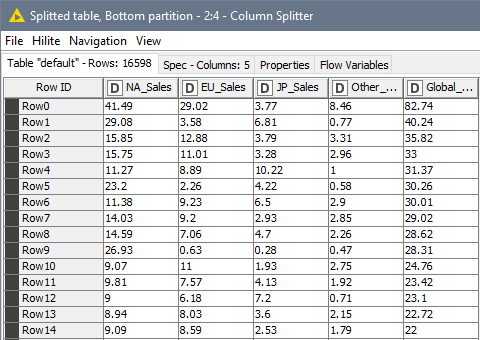 Splitted table, Bottom partition - 2:4 - Column Splitter
File Hilite Navigation View
Table "default" - Rows: 16598 Spec - Columns: 5 Properties Flow Variables
Row ID D NA_Sales D EU_Sales D JP_Sales D Other_... D Global_...
Row0 41.49 29.02 3.77 8.46 82.74
Row1 29.08 3.58 6.81 0.77 40.24
Row2 15.85 12.88 3.79 3.31 35.82
Row3 15.75 11.01 3.28 2.96 33
Row4 11.27 8.89 10.22 1 31.37
Row5 23.2 2.26 4.22 0.58 30.26
Row6 11.38 9.23 6.5 2.9 30.01
Row7 14.03 9.2 2.93 2.85 29.02
Row8 14.59 7.06 4.7 2.26 28.62
Row9 26.93 0.63 0.28 0.47 28.31
Row10 9.07 11 1.93 2.75 24.76
Row11 9.81 7.57 4.13 1.92 23.42
Row12 9 6.18 7.2 0.71 23.1
Row13 8.94 8.03 3.6 2.15 22.72
Row14 9.09 8.59 2.53 1.79 22